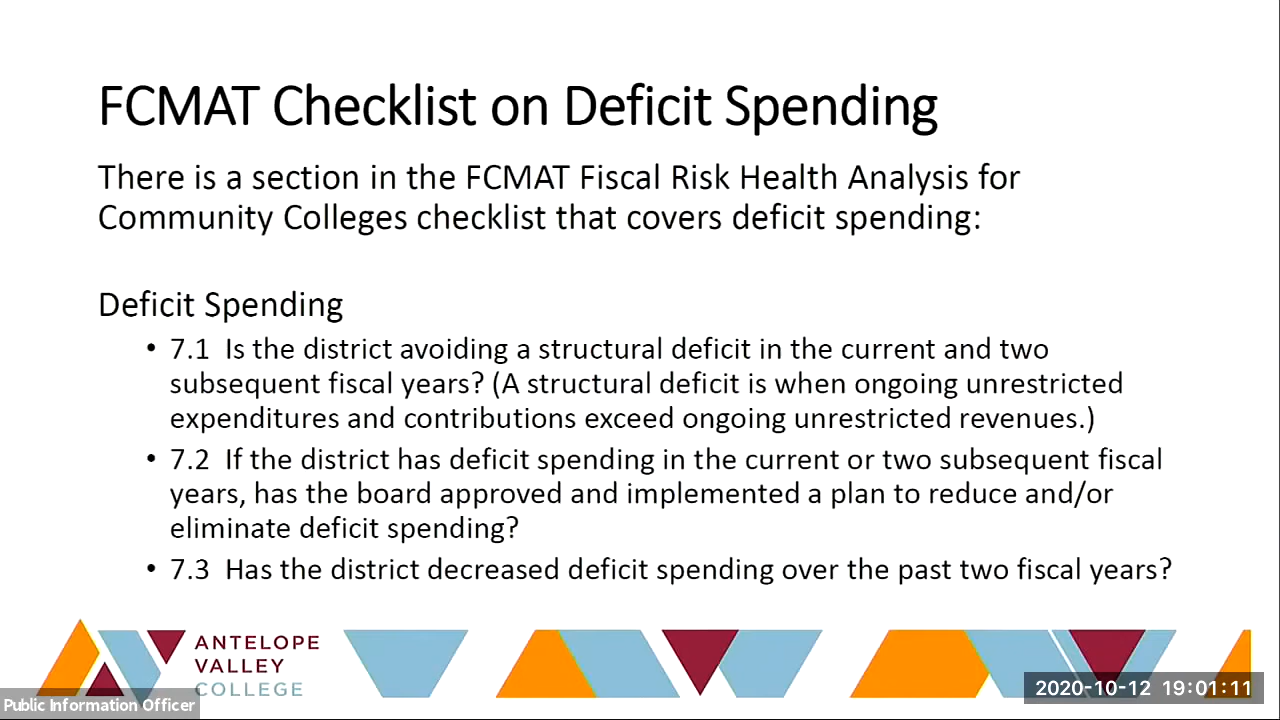 FCMAT Checklist on Deficit Spending
There is a section in the FCMAT Fiscal Risk Health Analysis for
Community Colleges checklist that covers deficit spending:
Deficit Spending
• 7.1 Is the district avoiding a structural deficit in the current and two
subsequent fiscal years? (A structural deficit is when ongoing unrestricted
expenditures and contributions exceed ongoing unrestricted revenues.)
• 7.2 If the district has deficit spending in the current or two subsequent fiscal
years, has the board approved and implemented a plan to reduce and/or
eliminate deficit spending?
• 7.3 Has the district decreased deficit spending over the past two fiscal years?
ANTELOPE
VALLEY
COLLEGE
Public Information Officer
2020-10-12 19:01:11